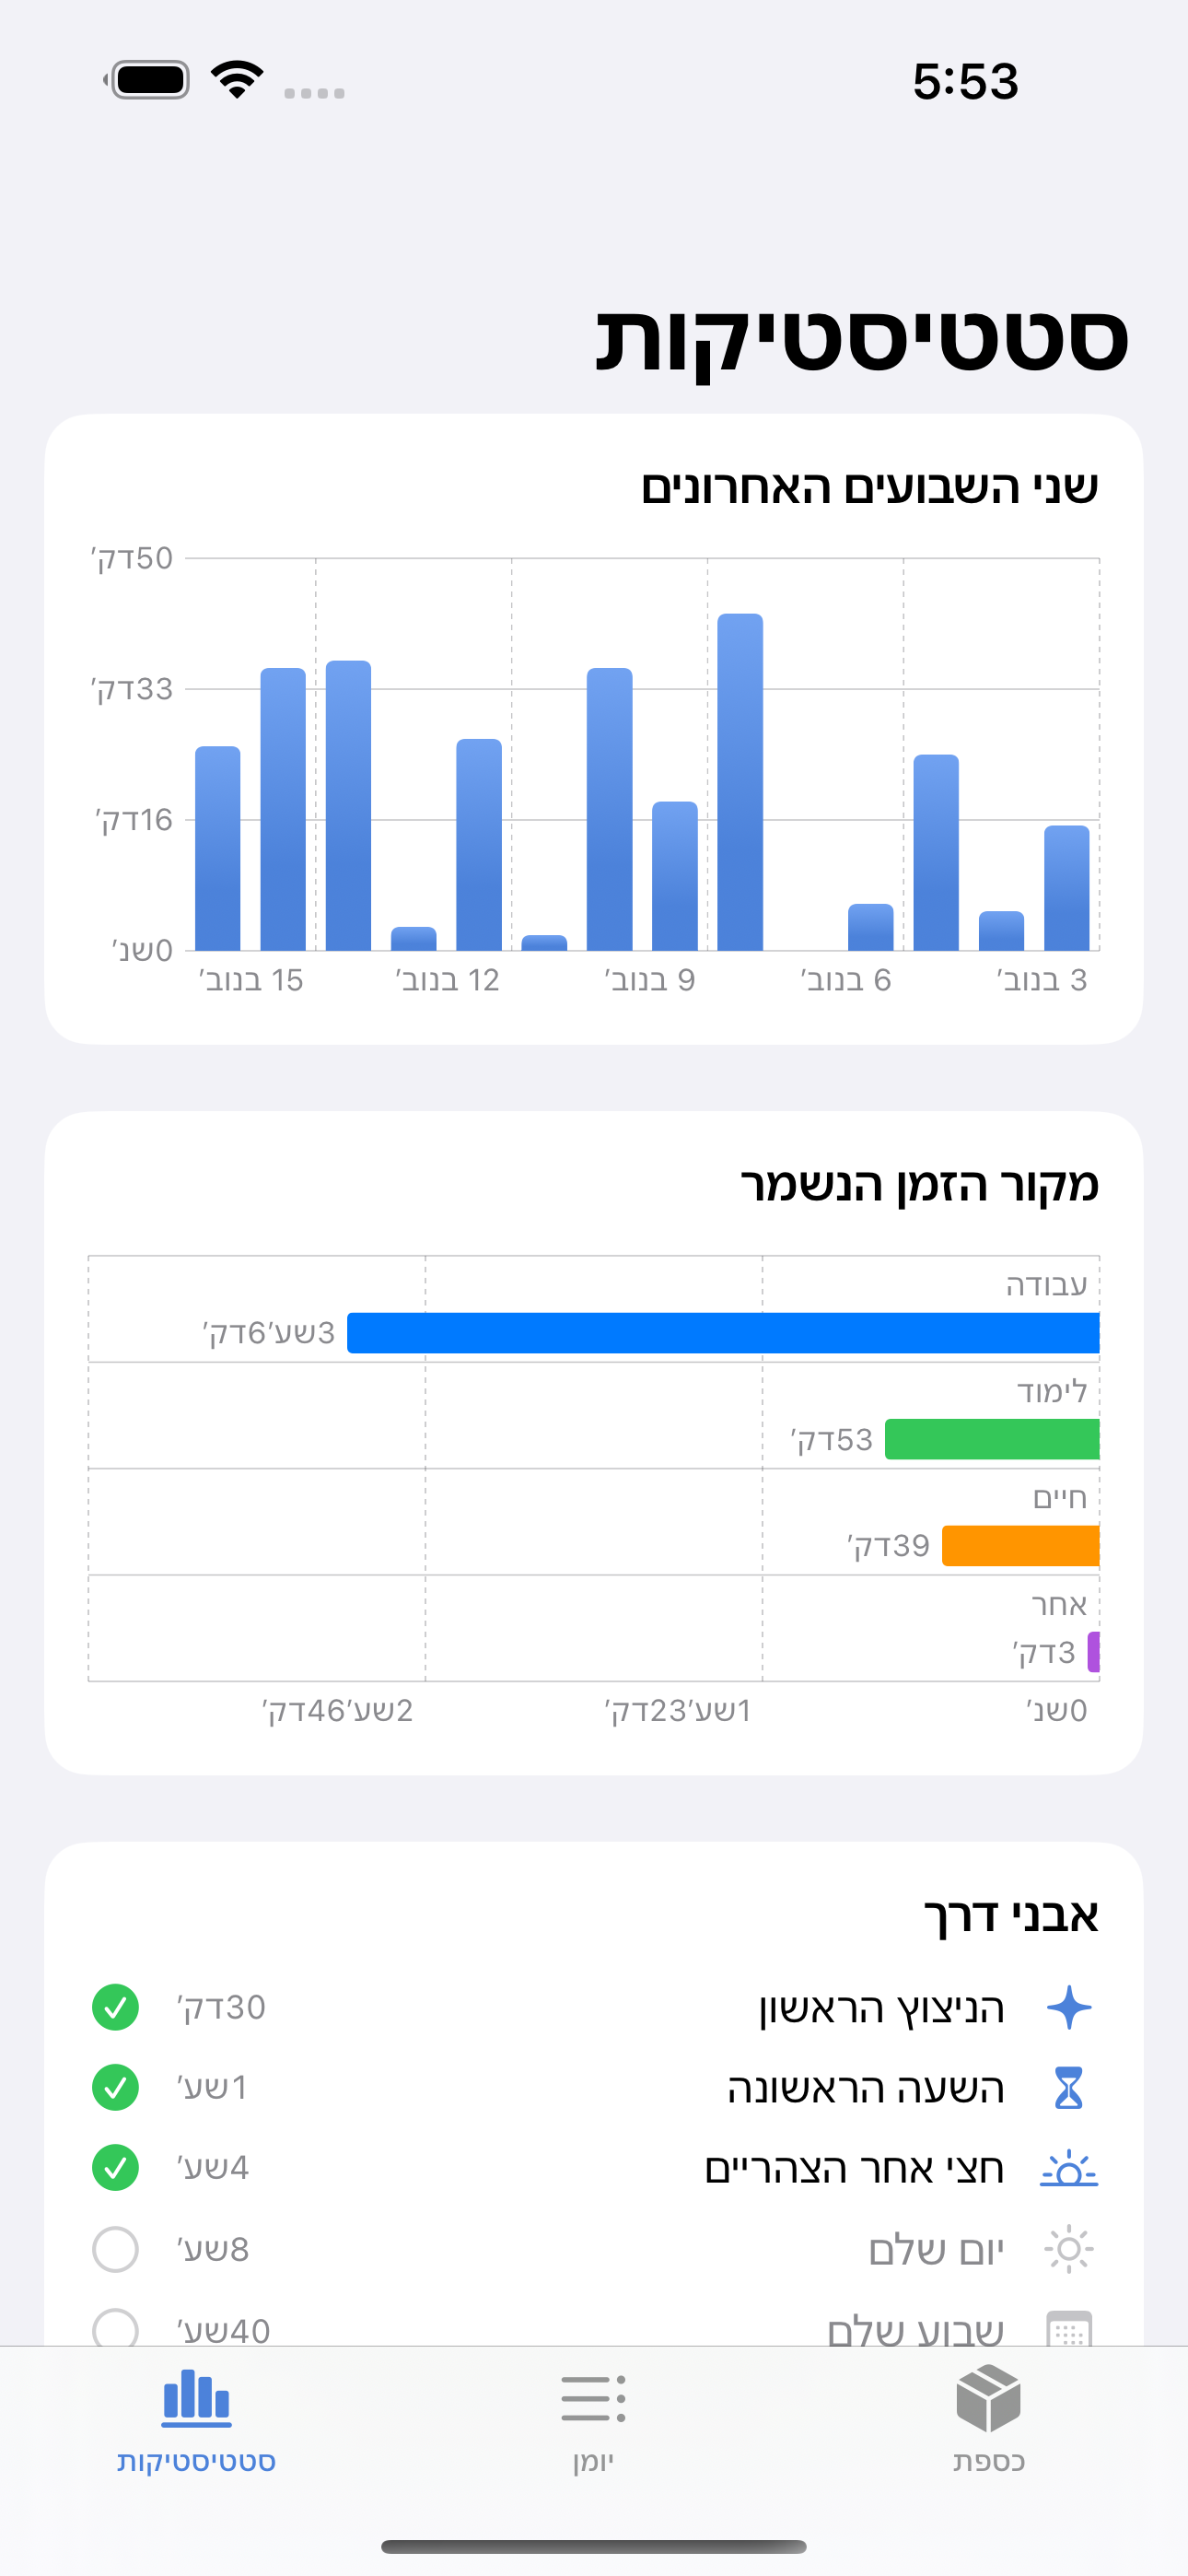 5:53
סטטיסטיקות
שני השבועים האחרונים
50דק׳
33דק׳
16דק׳
0שנ׳
3 בנוב׳
6 בנוב׳
9 בנוב׳
12 בנוב׳
15 בנוב׳
מקור הזמן הנשמר
עבודה
3שע׳6דק׳
לימוד
53דק׳
חיים
39דק׳
אחר
3דק׳
0שנ׳
1שע׳23דק׳
2שע׳46דק׳
אבני דרך
הניצוץ הראשון 30דק׳
השעה הראשונה 1שע׳
חצי אחר הצהריים 4שע׳
יום שלם 8שע׳
שבוע שלם 40שע׳
כספת
יומן
סטטיסטיקות